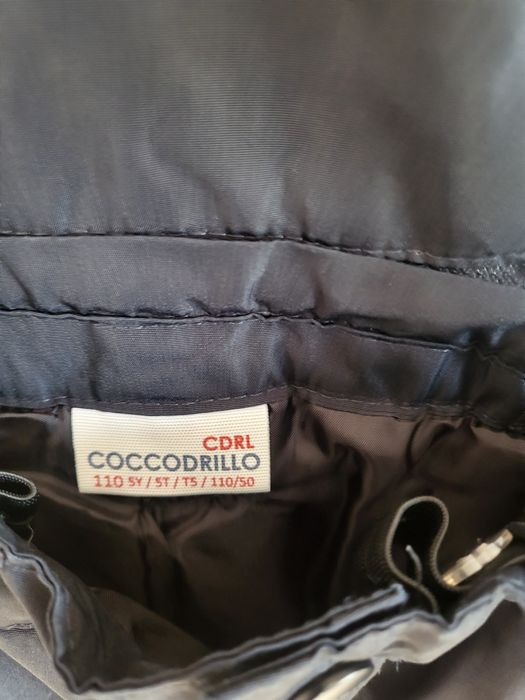 CDRL
COCCODRILLO
110 5Y / 5T / T5 / 110/50